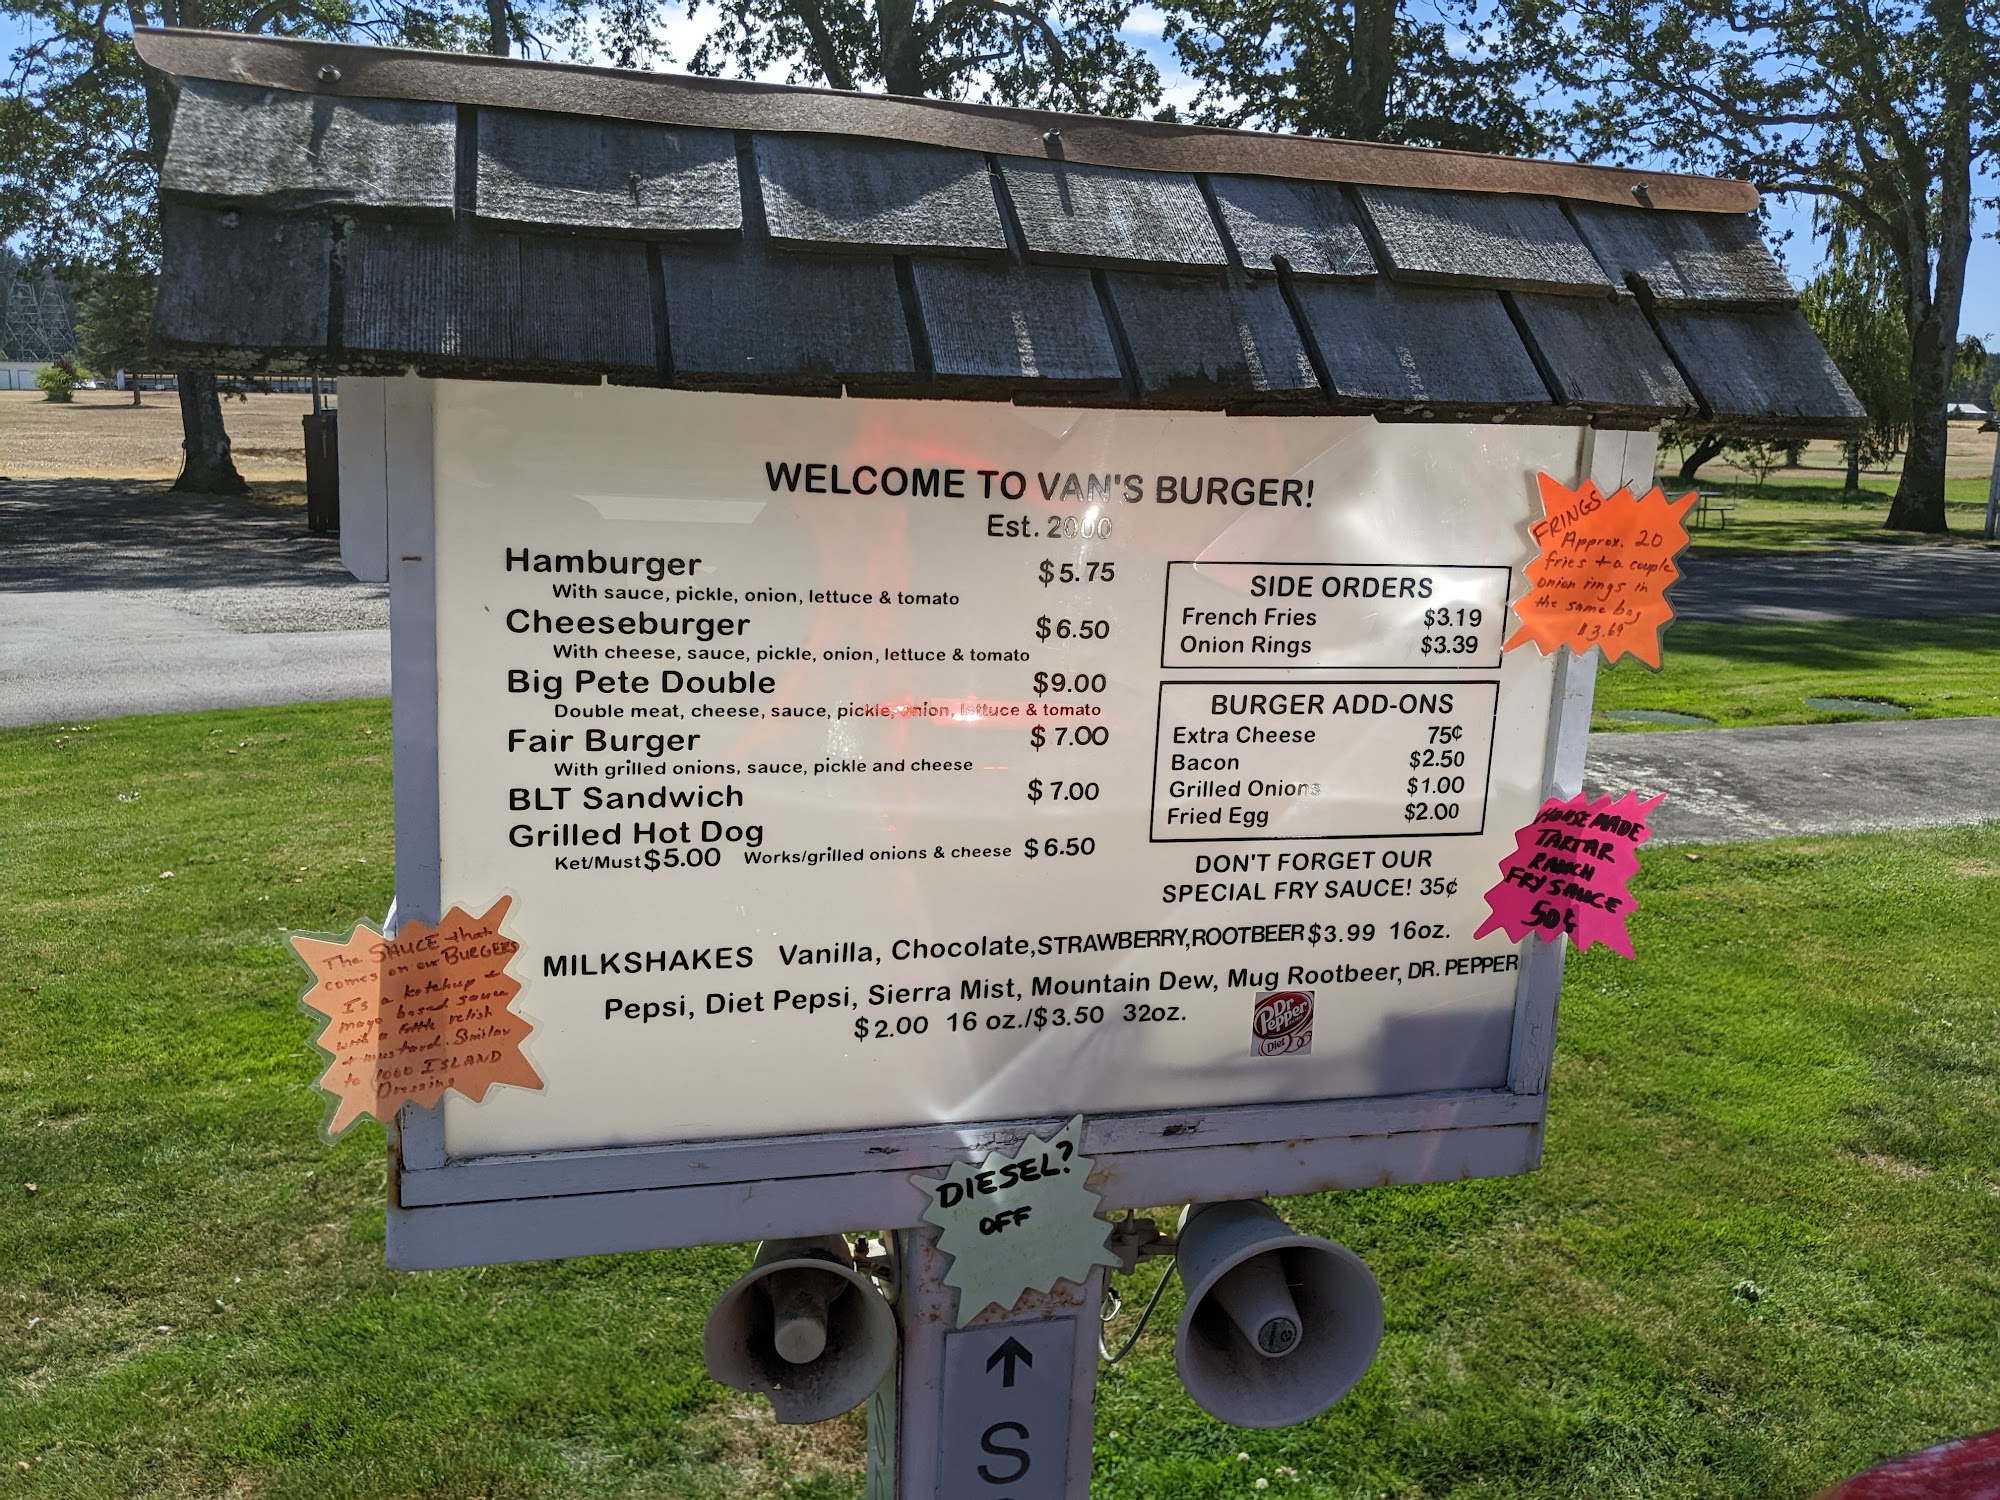 WELCOME TO VAN'S BURGER!
Est. 2000
Hamburger $5.75
With sauce, pickle, onion, lettuce & tomato
Cheeseburger $6.50
With cheese, sauce, pickle, onion, lettuce & tomato
Big Pete Double $9.00
Double meat, cheese, sauce, pickle, onion, lettuce & tomato
Fair Burger $7.00
With grilled onions, sauce, pickle and cheese
BLT Sandwich $7.00
Grilled Hot Dog
Ket/Must $5.00 Works/grilled onions & cheese $6.50
SIDE ORDERS
French Fries $3.19
Onion Rings $3.39
BURGER ADD-ONS
Extra Cheese 75¢
Bacon $2.50
Grilled Onions $1.00
Fried Egg $2.00
DON'T FORGET OUR
SPECIAL FRY SAUCE! 35¢
MILKSHAKES Vanilla, Chocolate, STRAWBERRY, ROOTBEER $3.99 16oz.
Pepsi, Diet Pepsi, Sierra Mist, Mountain Dew, Mug Rootbeer, DR. PEPPER
$2.00 16 oz./$3.50 32oz.
Dr Pepper
Diet
FRINGS
Approx. 20
fries + a couple
onion rings in
the same bag
$3.69
HOUSE MADE
TARTAR
RANCH
FRY SAUCE
50¢
The SAUCE that
comes on our BURGERS
Is a ketchup +
mayo based sauce
with a little relish
+ mustard. Similar
to 1000 ISLAND
Dressing
DIESEL?
OFF
↑
S